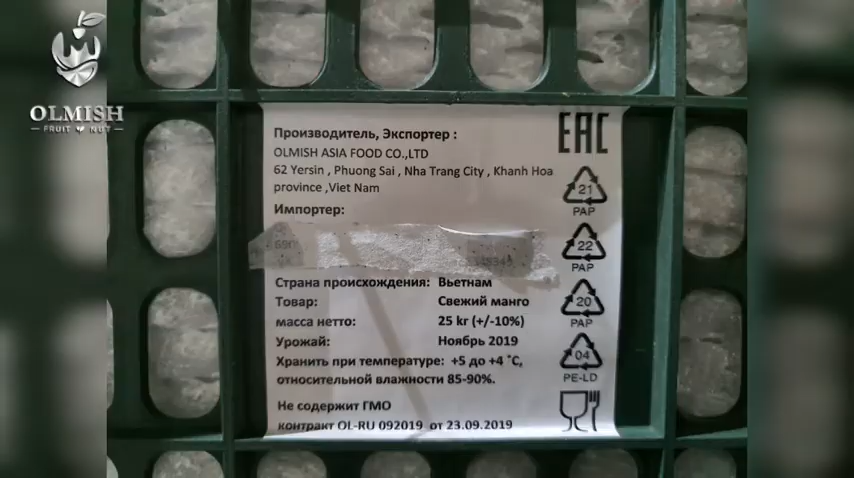 OLMISH
FRUIT NUT
Производитель, Экспортер :
OLMISH ASIA FOOD CO.,LTD
62 Yersin , Phuong Sai , Nha Trang City , Khanh Hoa
province ,Viet Nam
Импортер:
Страна происхождения: Вьетнам
Товар: Свежий манго
масса нетто: 25 kг (+/-10%)
Урожай: Ноябрь 2019
Хранить при температуре: +5 до +4 ˚C,
относительной влажности 85-90%.
Не содержит ГМО
контракт OL-RU 092019 от 23.09.2019
EAC
21
PAP
22
PAP
20
PAP
04
PE-LD